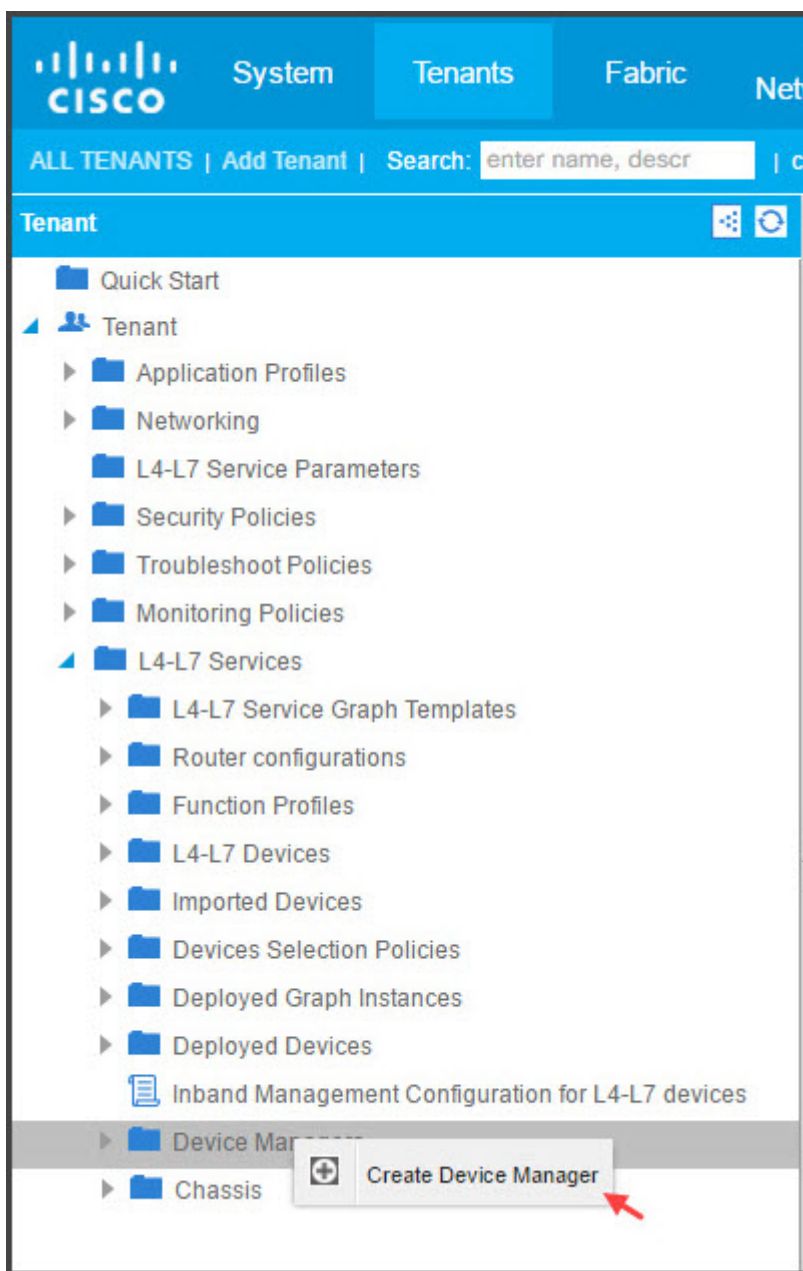 CISCO
System Tenants Fabric Net
ALL TENANTS | Add Tenant | Search: enter name, descr | c
Tenant
Quick Start
Tenant
Application Profiles
Networking
L4-L7 Service Parameters
Security Policies
Troubleshoot Policies
Monitoring Policies
L4-L7 Services
L4-L7 Service Graph Templates
Router configurations
Function Profiles
L4-L7 Devices
Imported Devices
Devices Selection Policies
Deployed Graph Instances
Deployed Devices
Inband Management Configuration for L4-L7 devices
Device Managers
Create Device Manager
Chassis